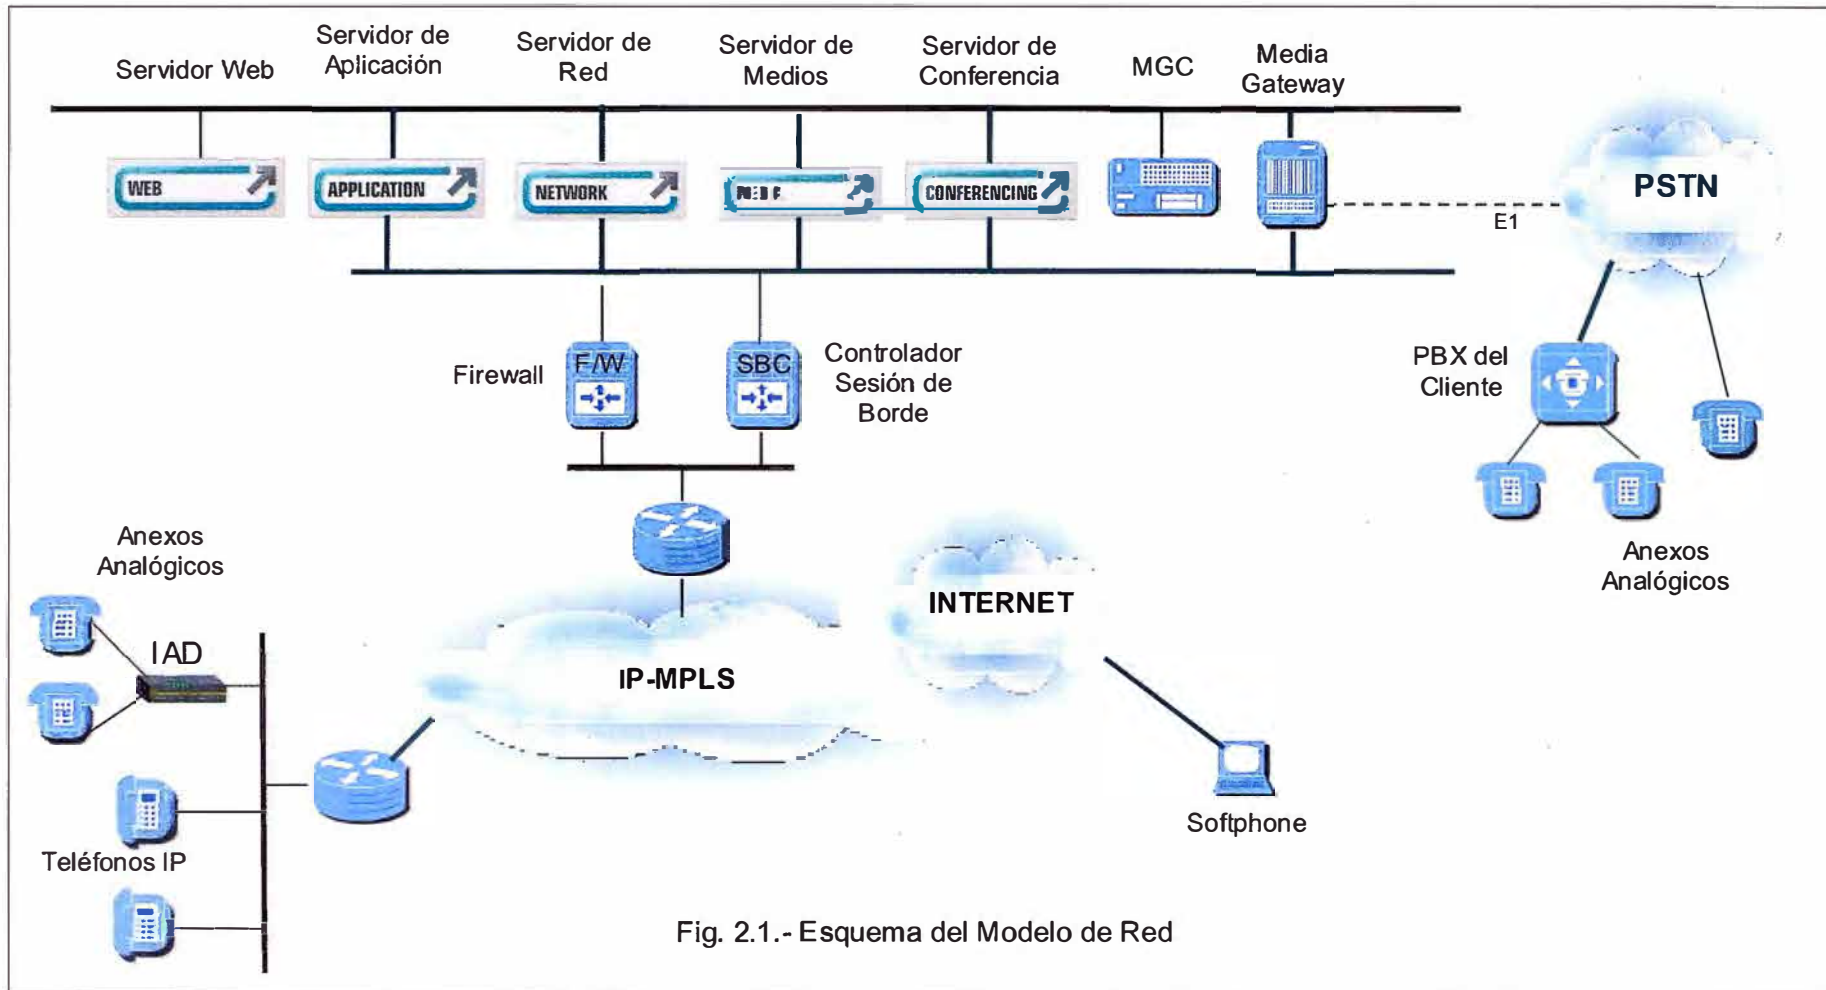 Servidor Web
Servidor de
Aplicación
Servidor de
Red
Servidor de
Medios
Servidor de
Conferencia
MGC
Media
Gateway
WEB
APPLICATION
NETWORK
CONFERENCING
PSTN
E1
Firewall
F/W
SBC
Controlador
Sesión de
Borde
PBX del
Cliente
Anexos
Analógicos
Anexos
Analógicos
INTERNET
IAD
IP-MPLS
Softphone
Teléfonos IP
Fig. 2.1.- Esquema del Modelo de Red